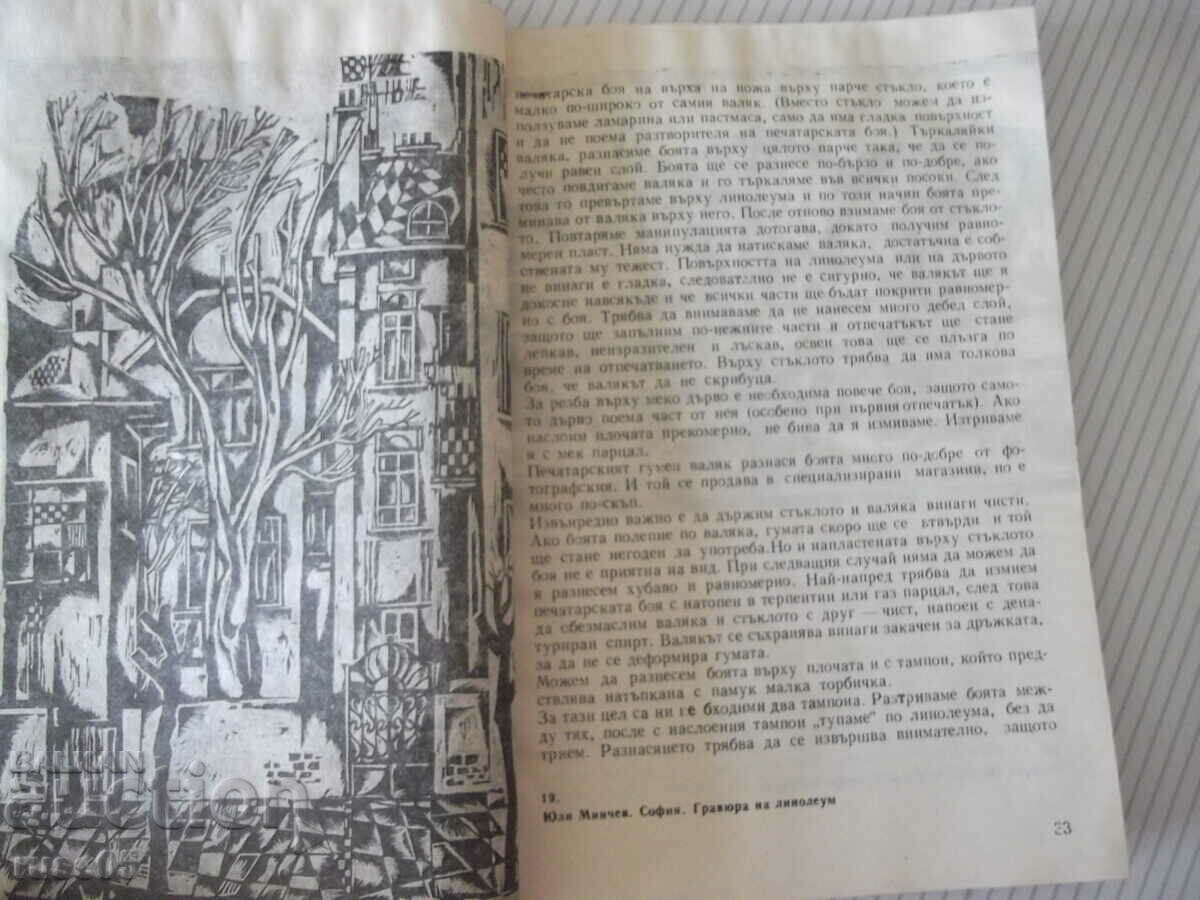 печатарска боя на върха на ножа върху парче стъкло, което е
малко по-широко от самия валяк. (Вместо стъкло можем да из-
ползуваме ламарина или пастмаса, само да има гладка повърхност
и да не поема разтворителя на печатарската боя.) Търкаляйки
валяка, разнасяме боята върху цялото парче така, че да се по-
лучи равен слой. Боята ще се разнесе по-бързо и по-добре, ако
често повдигаме валяка и го търкаляме във всички посоки. След
това го превъртаме върху линолеума и по този начин боята пре-
минава от валяка върху него. После отново взимаме боя от стъкло-
то. Повтаряме манипулацията дотогава, докато получим равно-
мерен пласт. Няма нужда да натискаме валяка, достатъчна е соб-
ствената му тежест. Повърхността на линолеума или на дървото
не винаги е гладка, следователно не е сигурно, че валякът ще я
докосне навсякъде и че всички части ще бъдат покрити равномер-
но с боя. Трябва да внимаваме да не нанесем много дебел слой,
защото ще запълним по-нежните части и отпечатъкът ще стане
лепкав, неизразителен и лъскав, освен това ще се плъзга по
време на отпечатването. Върху стъклото трябва да има толкова
боя, че валякът да не скрибуца.
За резба върху меко дърво е необходима повече боя, защото само-
то дърво поема част от нея (особено при първия отпечатък). Ако
наслоим плочата прекомерно, не бива да я измиваме. Изтриваме
я с мек парцал.
Печатарският гумен валяк разнася боята много по-добре от фо-
тографския. И той се продава в специализирани магазини, но е
много по-скъп.
Извънредно важно е да държим стъклото и валяка винаги чисти.
Ако боята полепне по валяка, гумата скоро ще се втвърди и той
ще стане негоден за употреба.Но и напластената върху стъклото
боя не е приятна на вид. При следващия случай няма да можем да
я разнесем хубаво и равномерно. Най-напред трябва да измием
печатарската боя с натопен в терпентин или газ парцал, след това
да обезмаслим валяка и стъклото с друг — чист, напоен с дена-
туриран спирт. Валякът се съхранява винаги закачен за дръжката,
за да не се деформира гумата.
Можем да разнесем боята върху плочата и с тампон, който пред-
ствлява натъпкана с памук малка торбичка.
За тази цел са ни необходими два тампона. Разтриваме боята меж-
ду тях, после с наслоения тампон „тупаме" по линолеума, без да
трием. Разнасянето трябва да се извършва внимателно, защото
19.
Юли Минчев. София. Гравюра на линолеум
33
BALKAN
auction